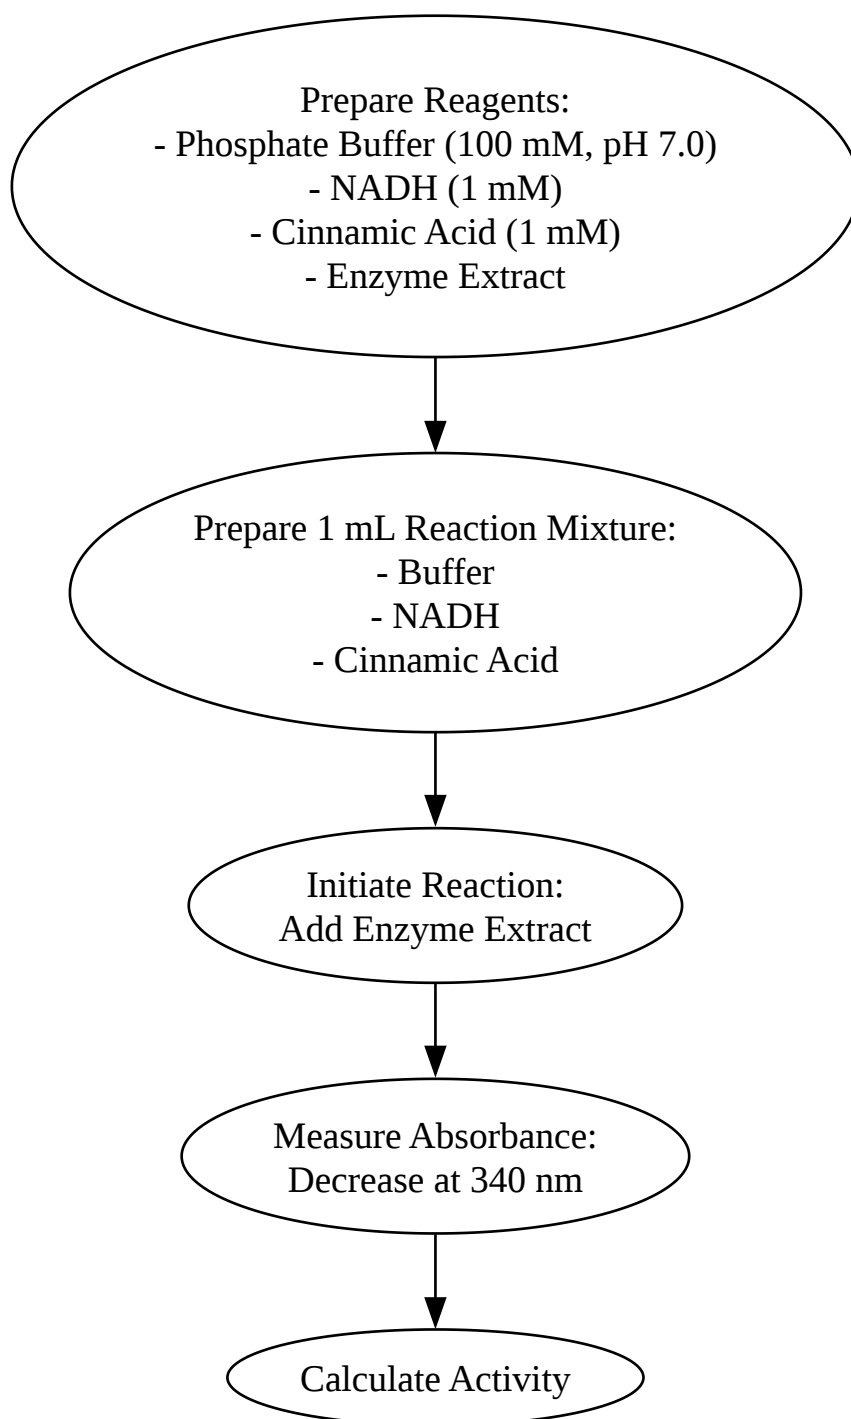 Prepare Reagents:
- Phosphate Buffer (100 mM, pH 7.0)
- NADH (1 mM)
- Cinnamic Acid (1 mM)
- Enzyme Extract
Prepare 1 mL Reaction Mixture:
- Buffer
- NADH
- Cinnamic Acid
Initiate Reaction:
Add Enzyme Extract
Measure Absorbance:
Decrease at 340 nm
Calculate Activity